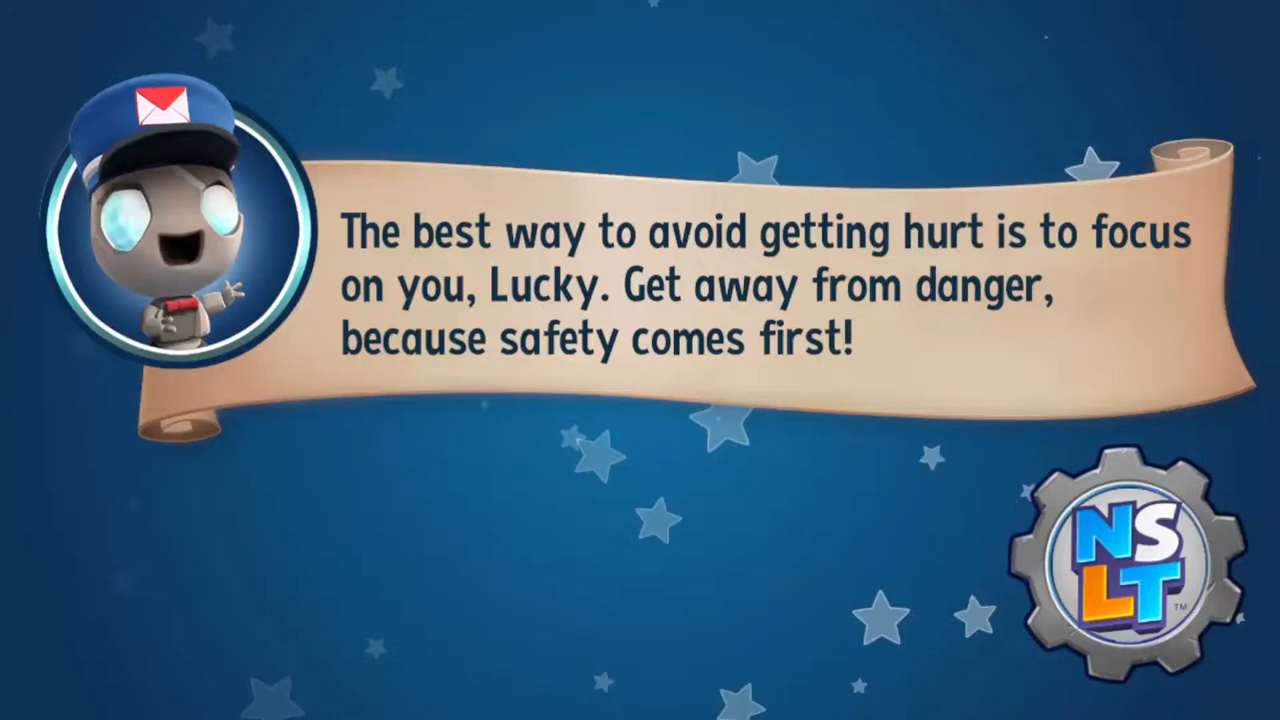 The best way to avoid getting hurt is to focus
on you, Lucky. Get away from danger,
because safety comes first!
NS
LT
TM